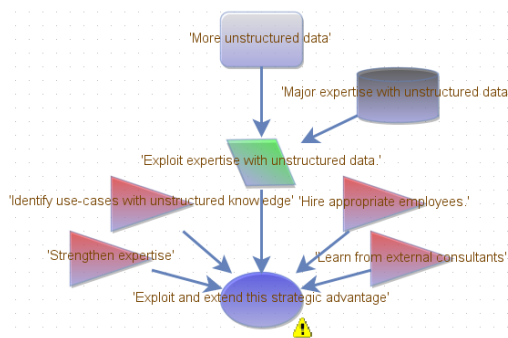 'More unstructured data'
'Major expertise with unstructured data
'Exploit expertise with unstructured data.'
'Identify use-cases with unstructured knowledge'
'Hire appropriate employees.'
'Strengthen expertise'
'Learn from external consultants'
'Exploit and extend this strategic advantage'